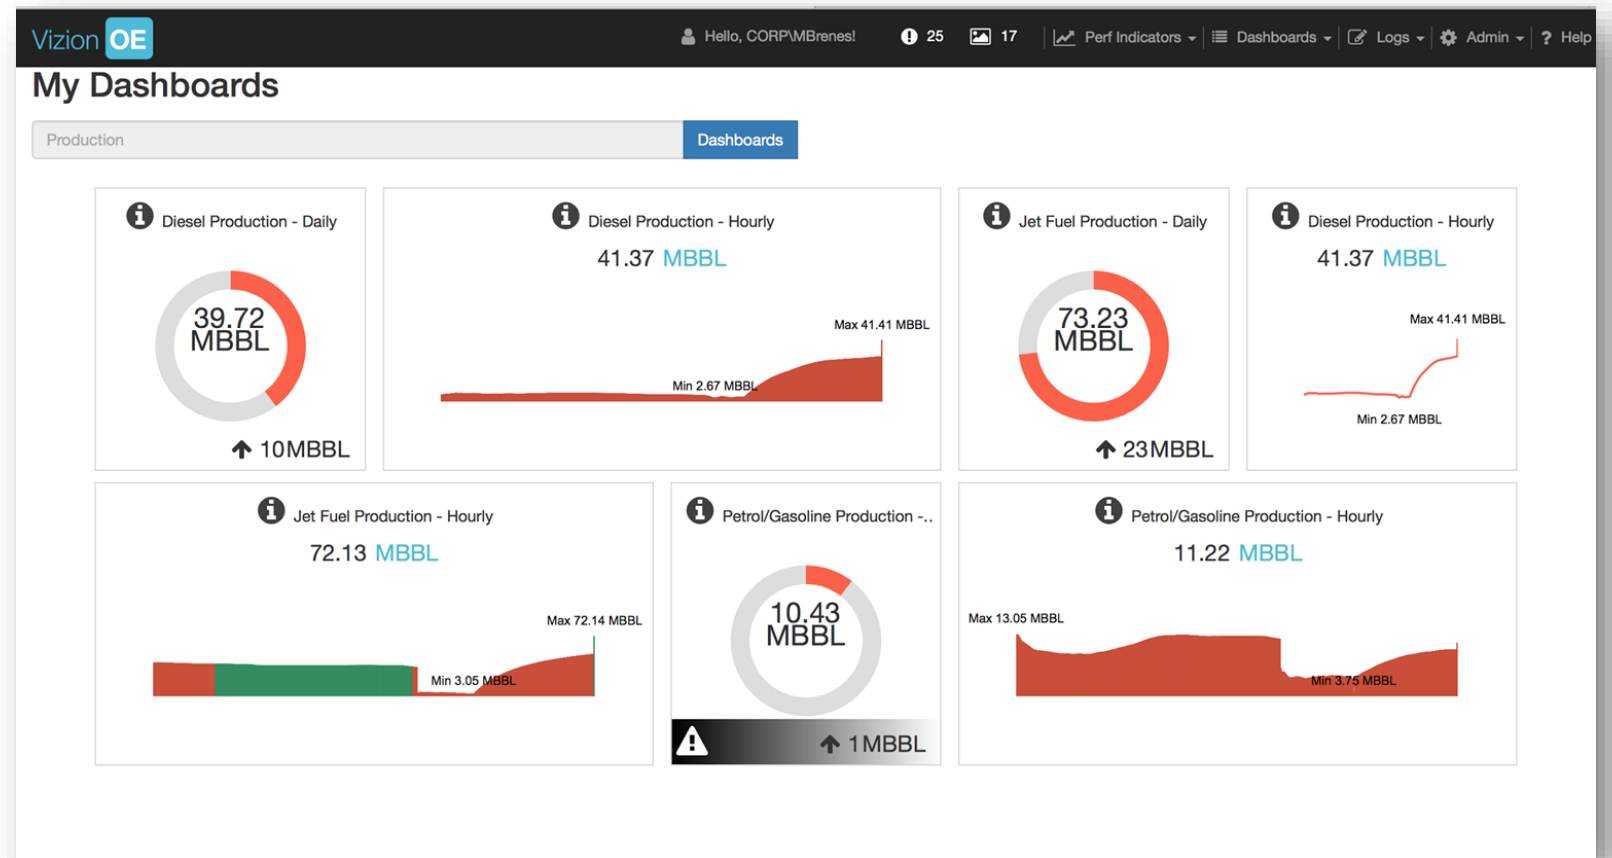 Vizion OE
Hello, CORP\MBrenes!
25
17
Perf Indicators
Dashboards
Logs
Admin
? Help
My Dashboards
Production
Dashboards
Diesel Production - Daily
39.72
MBBL
10MBBL
Diesel Production - Hourly
41.37 MBBL
Max 41.41 MBBL
Min 2.67 MBBL
Jet Fuel Production - Daily
73.23
MBBL
23MBBL
Diesel Production - Hourly
41.37 MBBL
Max 41.41 MBBL
Min 2.67 MBBL
Jet Fuel Production - Hourly
72.13 MBBL
Max 72.14 MBBL
Min 3.05 MBBL
Petrol/Gasoline Production -..
10.43
MBBL
1MBBL
Petrol/Gasoline Production - Hourly
11.22 MBBL
Max 13.05 MBBL
Min 3.75 MBBL